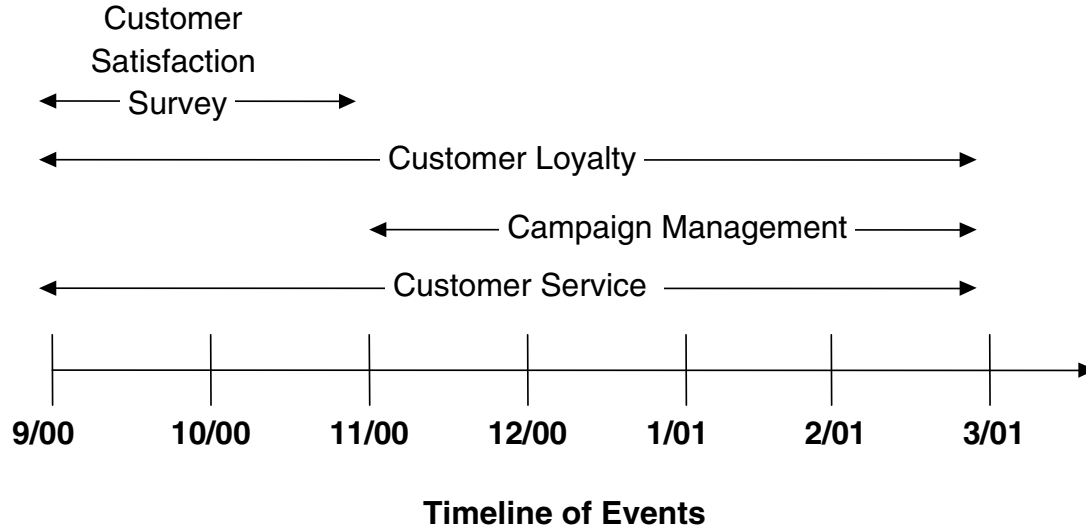 Customer
Satisfaction
Survey
Customer Loyalty
Campaign Management
Customer Service
9/00 10/00 11/00 12/00 1/01 2/01 3/01
Timeline of Events